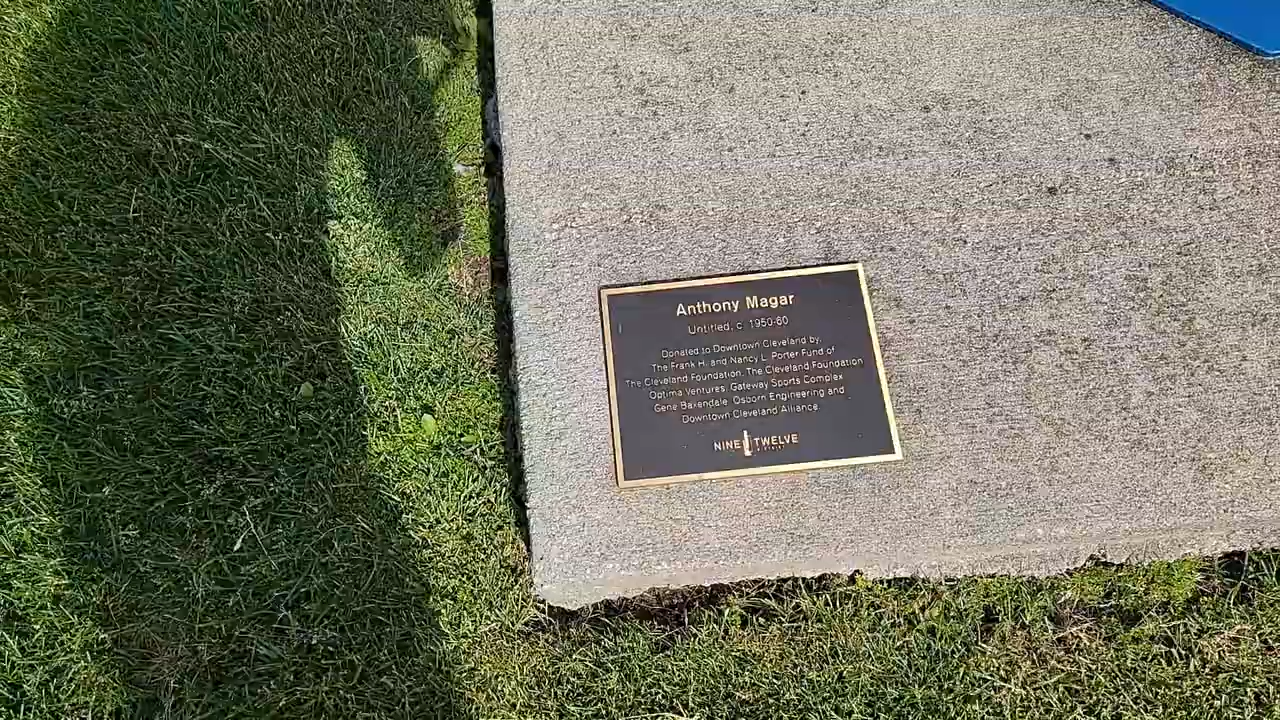 Anthony Magar
Untitled, c. 1950-60
Donated to Downtown Cleveland by:
The Frank H. and Nancy L. Porter Fund of
The Cleveland Foundation, The Cleveland Foundation
Optima Ventures, Gateway Sports Complex
Gene Baxendale, Osborn Engineering and
Downtown Cleveland Alliance.
NINE TWELVE
DISTRICT